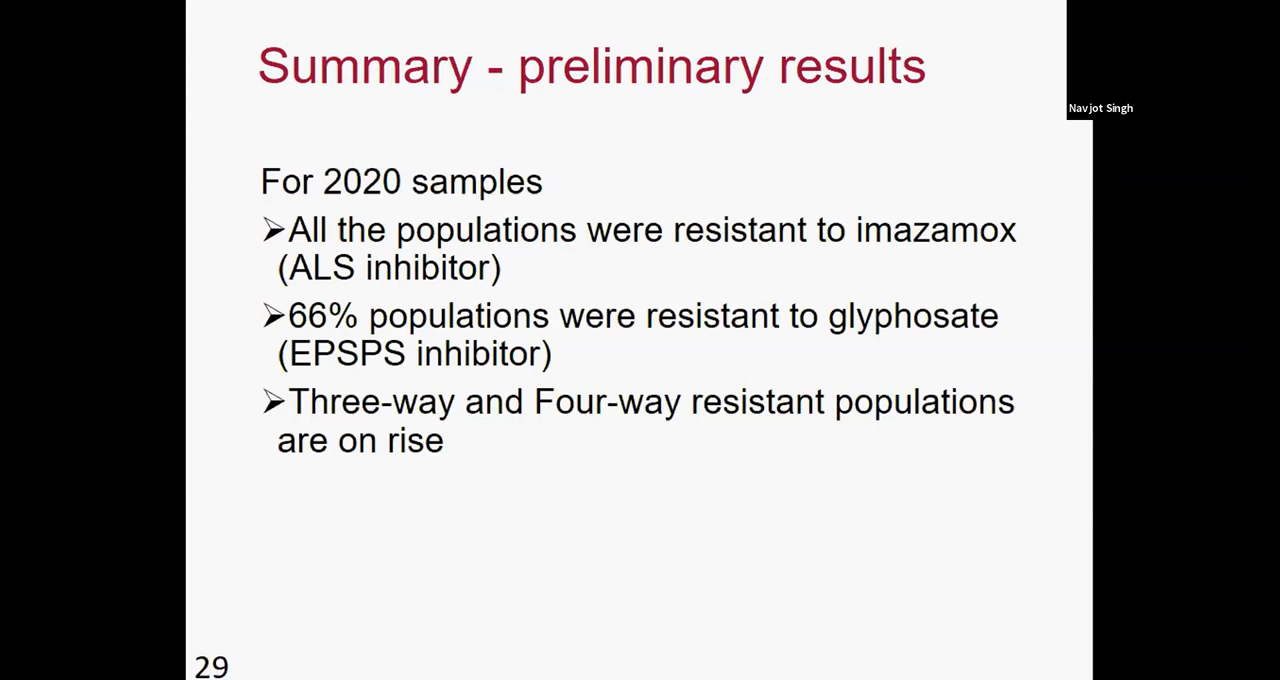 Summary - preliminary results
Navjot Singh
For 2020 samples
➢All the populations were resistant to imazamox
(ALS inhibitor)
➢66% populations were resistant to glyphosate
(EPSPS inhibitor)
➢Three-way and Four-way resistant populations
are on rise
29